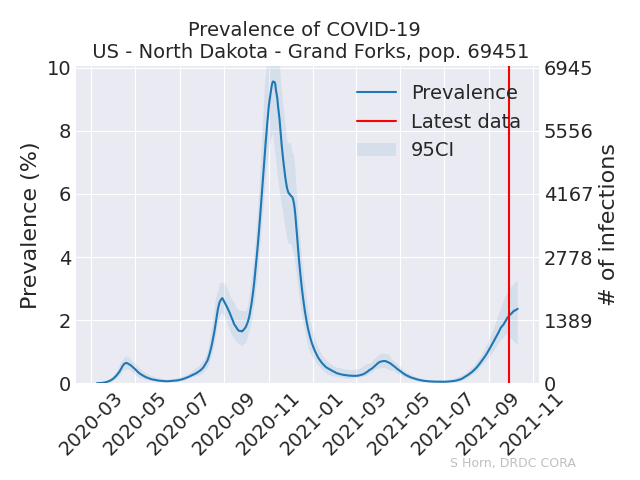 Prevalence of COVID-19
US - North Dakota - Grand Forks, pop. 69451
10
8
6
4
2
0
Prevalence (%)
6945
5556
4167
2778
1389
0
# of infections
Prevalence
Latest data
95CI
2020-03
2020-05
2020-07
2020-09
2020-11
2021-01
2021-03
2021-05
2021-07
2021-09
2021-11
S Horn, DRDC CORA